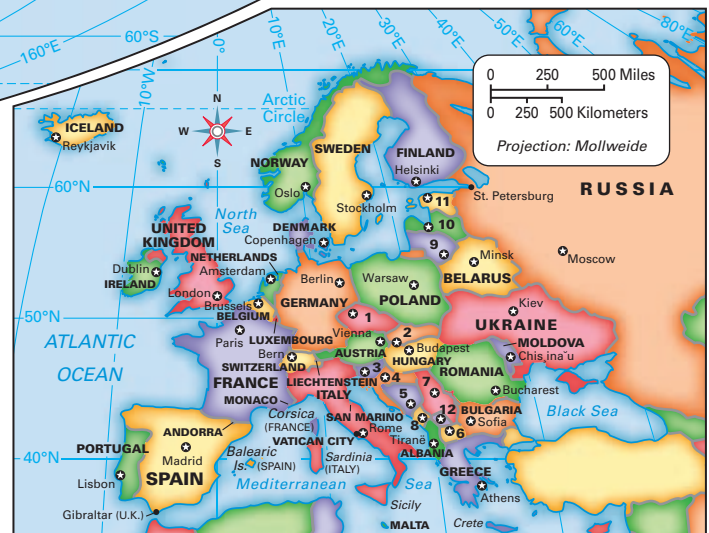 160°E
60°S
0°
10°W
10°E
20°E
30°E
40°E
50°E
60°E
80°E
0 250 500 Miles
0 250 500 Kilometers
Projection: Mollweide
N
W E
S
Arctic
Circle
ICELAND
Reykjavik
NORWAY
Oslo
SWEDEN
Stockholm
FINLAND
Helsinki
St. Petersburg
RUSSIA
Moscow
60°N
North
Sea
11
10
9
UNITED
KINGDOM
DENMARK
Copenhagen
Minsk
BELARUS
NETHERLANDS
Amsterdam
Dublin
IRELAND
London
Brussels
BELGIUM
Berlin
GERMANY
Warsaw
POLAND
Kiev
UKRAINE
50°N
Paris
LUXEMBOURG
1
Vienna
2
MOLDOVA
Chis ina˘u
ATLANTIC
OCEAN
Bern
SWITZERLAND
AUSTRIA
Budapest
HUNGARY
ROMANIA
FRANCE
LIECHTENSTEIN
ITALY
3
4
7
5
Bucharest
MONACO
Corsica
(FRANCE)
SAN MARINO
Rome
8
12
6
BULGARIA
Sofia
Black Sea
ANDORRA
VATICAN CITY
Tiranë
ALBANIA
PORTUGAL
Madrid
SPAIN
Balearic
Is. (SPAIN)
Sardinia
(ITALY)
40°N
Lisbon
GREECE
Athens
Mediterranean Sea
Sicily
Gibraltar (U.K.)
MALTA
Crete